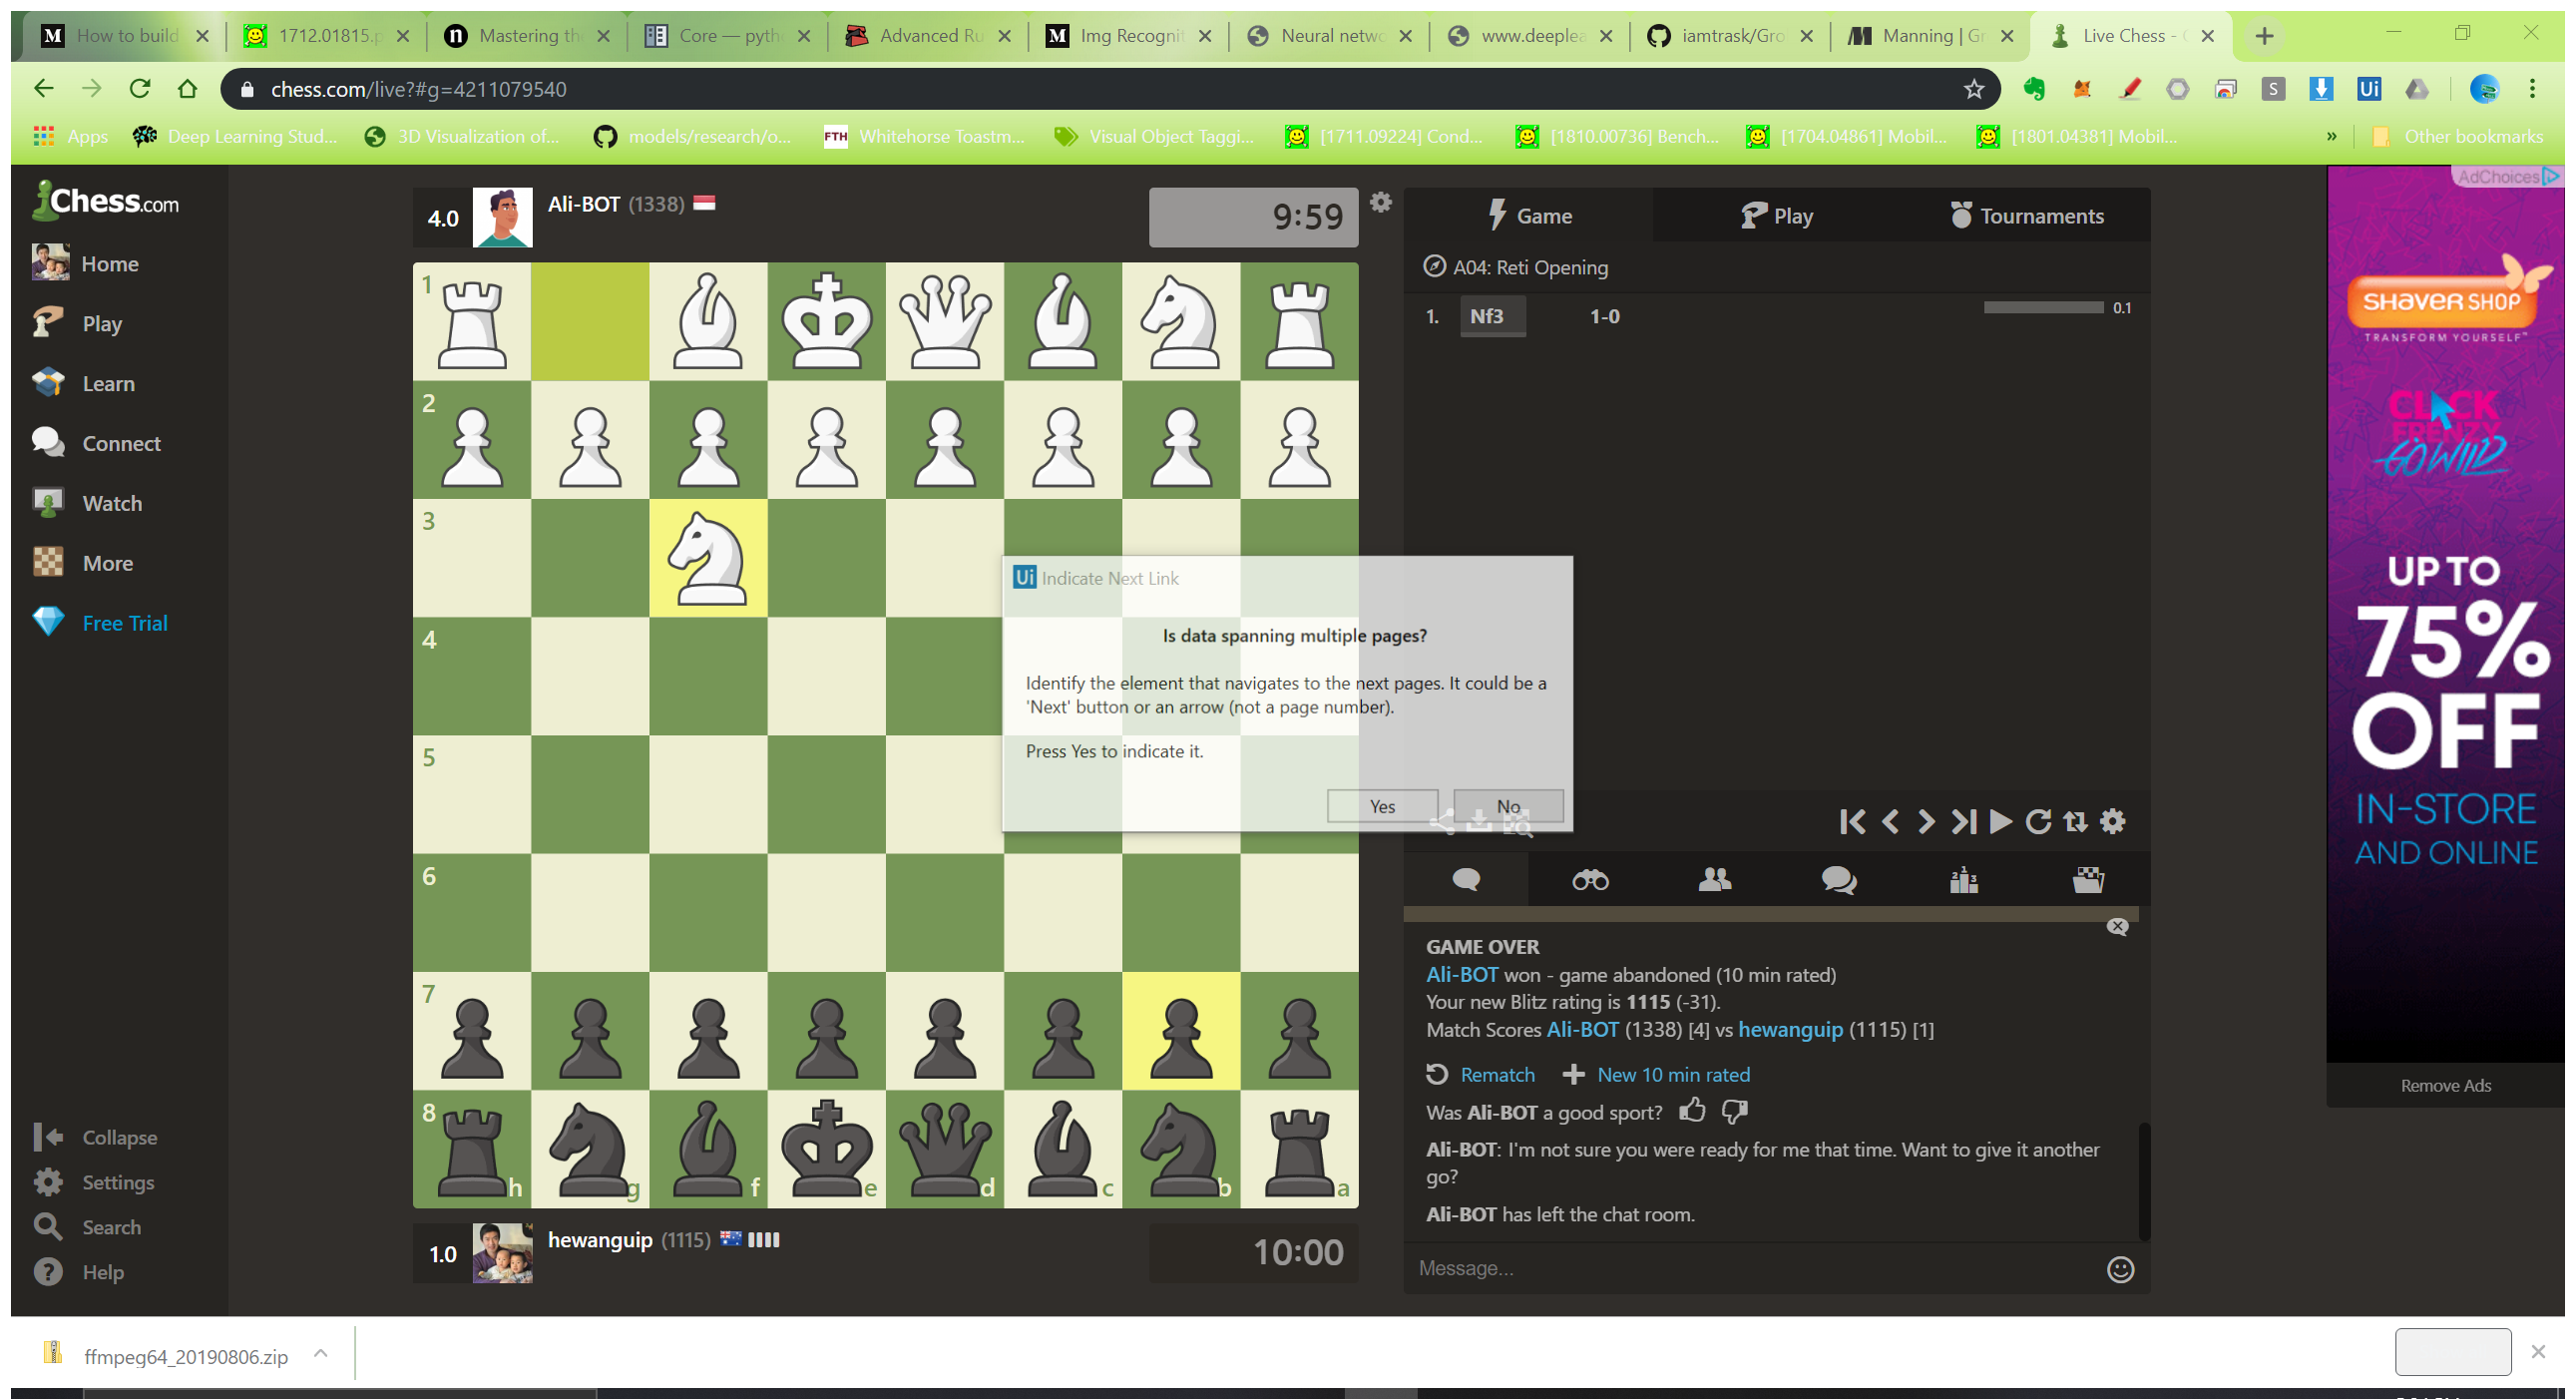 How to build
1712.01815.p
Mastering th
Core — pyth
Advanced Ru
Img Recognit
Neural netwo
www.deeplea
iamtrask/Gro
Manning | Gr
Live Chess - C
chess.com/live?#g=4211079540
S
Ui
Apps
Deep Learning Stud...
3D Visualization of...
models/research/o...
FTH
Whitehorse Toastm...
Visual Object Taggi...
[1711.09224] Cond...
[1810.00736] Bench...
[1704.04861] Mobil...
[1801.04381] Mobil...
»
Other bookmarks
Chess.com
Home
Play
Learn
Connect
Watch
More
Free Trial
Collapse
Settings
Search
Help
4.0
Ali-BOT (1338)
9:59
1
2
3
4
5
6
7
8
h
g
f
e
d
c
b
a
1.0
hewanguip (1115)
10:00
Ui Indicate Next Link
Is data spanning multiple pages?
Identify the element that navigates to the next pages. It could be a
'Next' button or an arrow (not a page number).
Press Yes to indicate it.
Yes
No
Game
Play
Tournaments
A04: Reti Opening
1. Nf3 1-0
0.1
GAME OVER
Ali-BOT won - game abandoned (10 min rated)
Your new Blitz rating is 1115 (-31).
Match Scores Ali-BOT (1338) [4] vs hewanguip (1115) [1]
Rematch
New 10 min rated
Was Ali-BOT a good sport?
Ali-BOT: I'm not sure you were ready for me that time. Want to give it another
go?
Ali-BOT has left the chat room.
Message...
AdChoices
SHAVER SHOP
TRANSFORM YOURSELF™
CLICK
FRENZY
GO WILD
UP TO
75%
OFF
IN-STORE
AND ONLINE
Remove Ads
ffmpeg64_20190806.zip